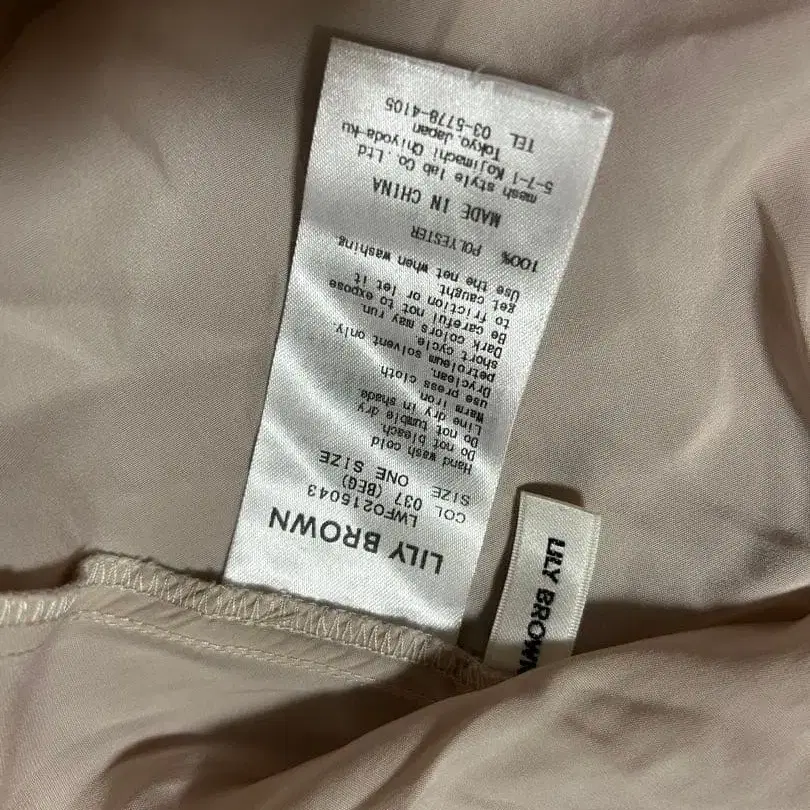 LILY BROWN
LWFO215043
COL 037 (BEG)
SIZE ONE SIZE
Hand wash cold
Do not bleach.
Do not tumble dry
Line dry in shade
Warm iron
use press cloth
Dryclean.
petroleum solvent only.
short cycle.
Dark colors may run.
Be careful not to expose
to friction or let it
get caught.
Use the net when washing.
100% POLYESTER
MADE IN CHINA
mesh style lab Co.,Ltd
5-7-1 Kojimachi Chiyoda-ku
Tokyo,Japan
TEL 03-5778-4105
LILY BROWN